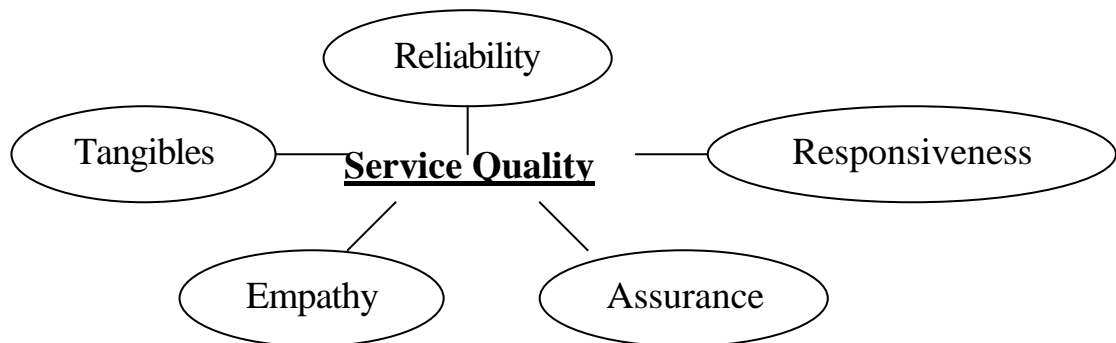 Reliability
Tangibles
Service Quality
Responsiveness
Empathy
Assurance